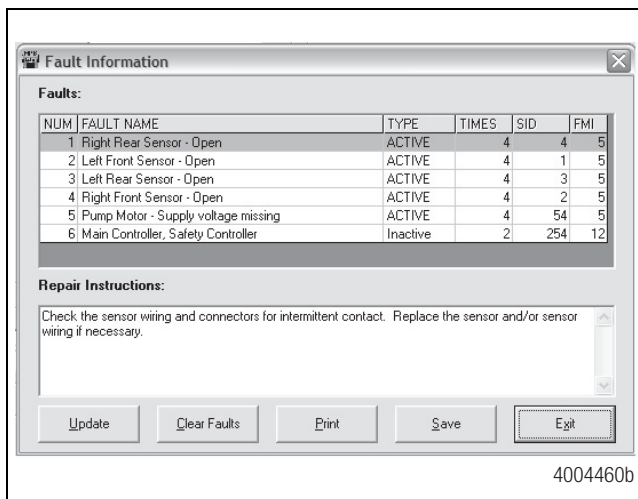 Fault Information
Faults:
NUM FAULT NAME TYPE TIMES SID FMI
1 Right Rear Sensor - Open ACTIVE 4 4 5
2 Left Front Sensor - Open ACTIVE 4 1 5
3 Left Rear Sensor - Open ACTIVE 4 3 5
4 Right Front Sensor - Open ACTIVE 4 2 5
5 Pump Motor - Supply voltage missing ACTIVE 4 54 5
6 Main Controller, Safety Controller Inactive 2 254 12
Repair Instructions:
Check the sensor wiring and connectors for intermittent contact. Replace the sensor and/or sensor
wiring if necessary.
Update Clear Faults Print Save Exit
4004460b